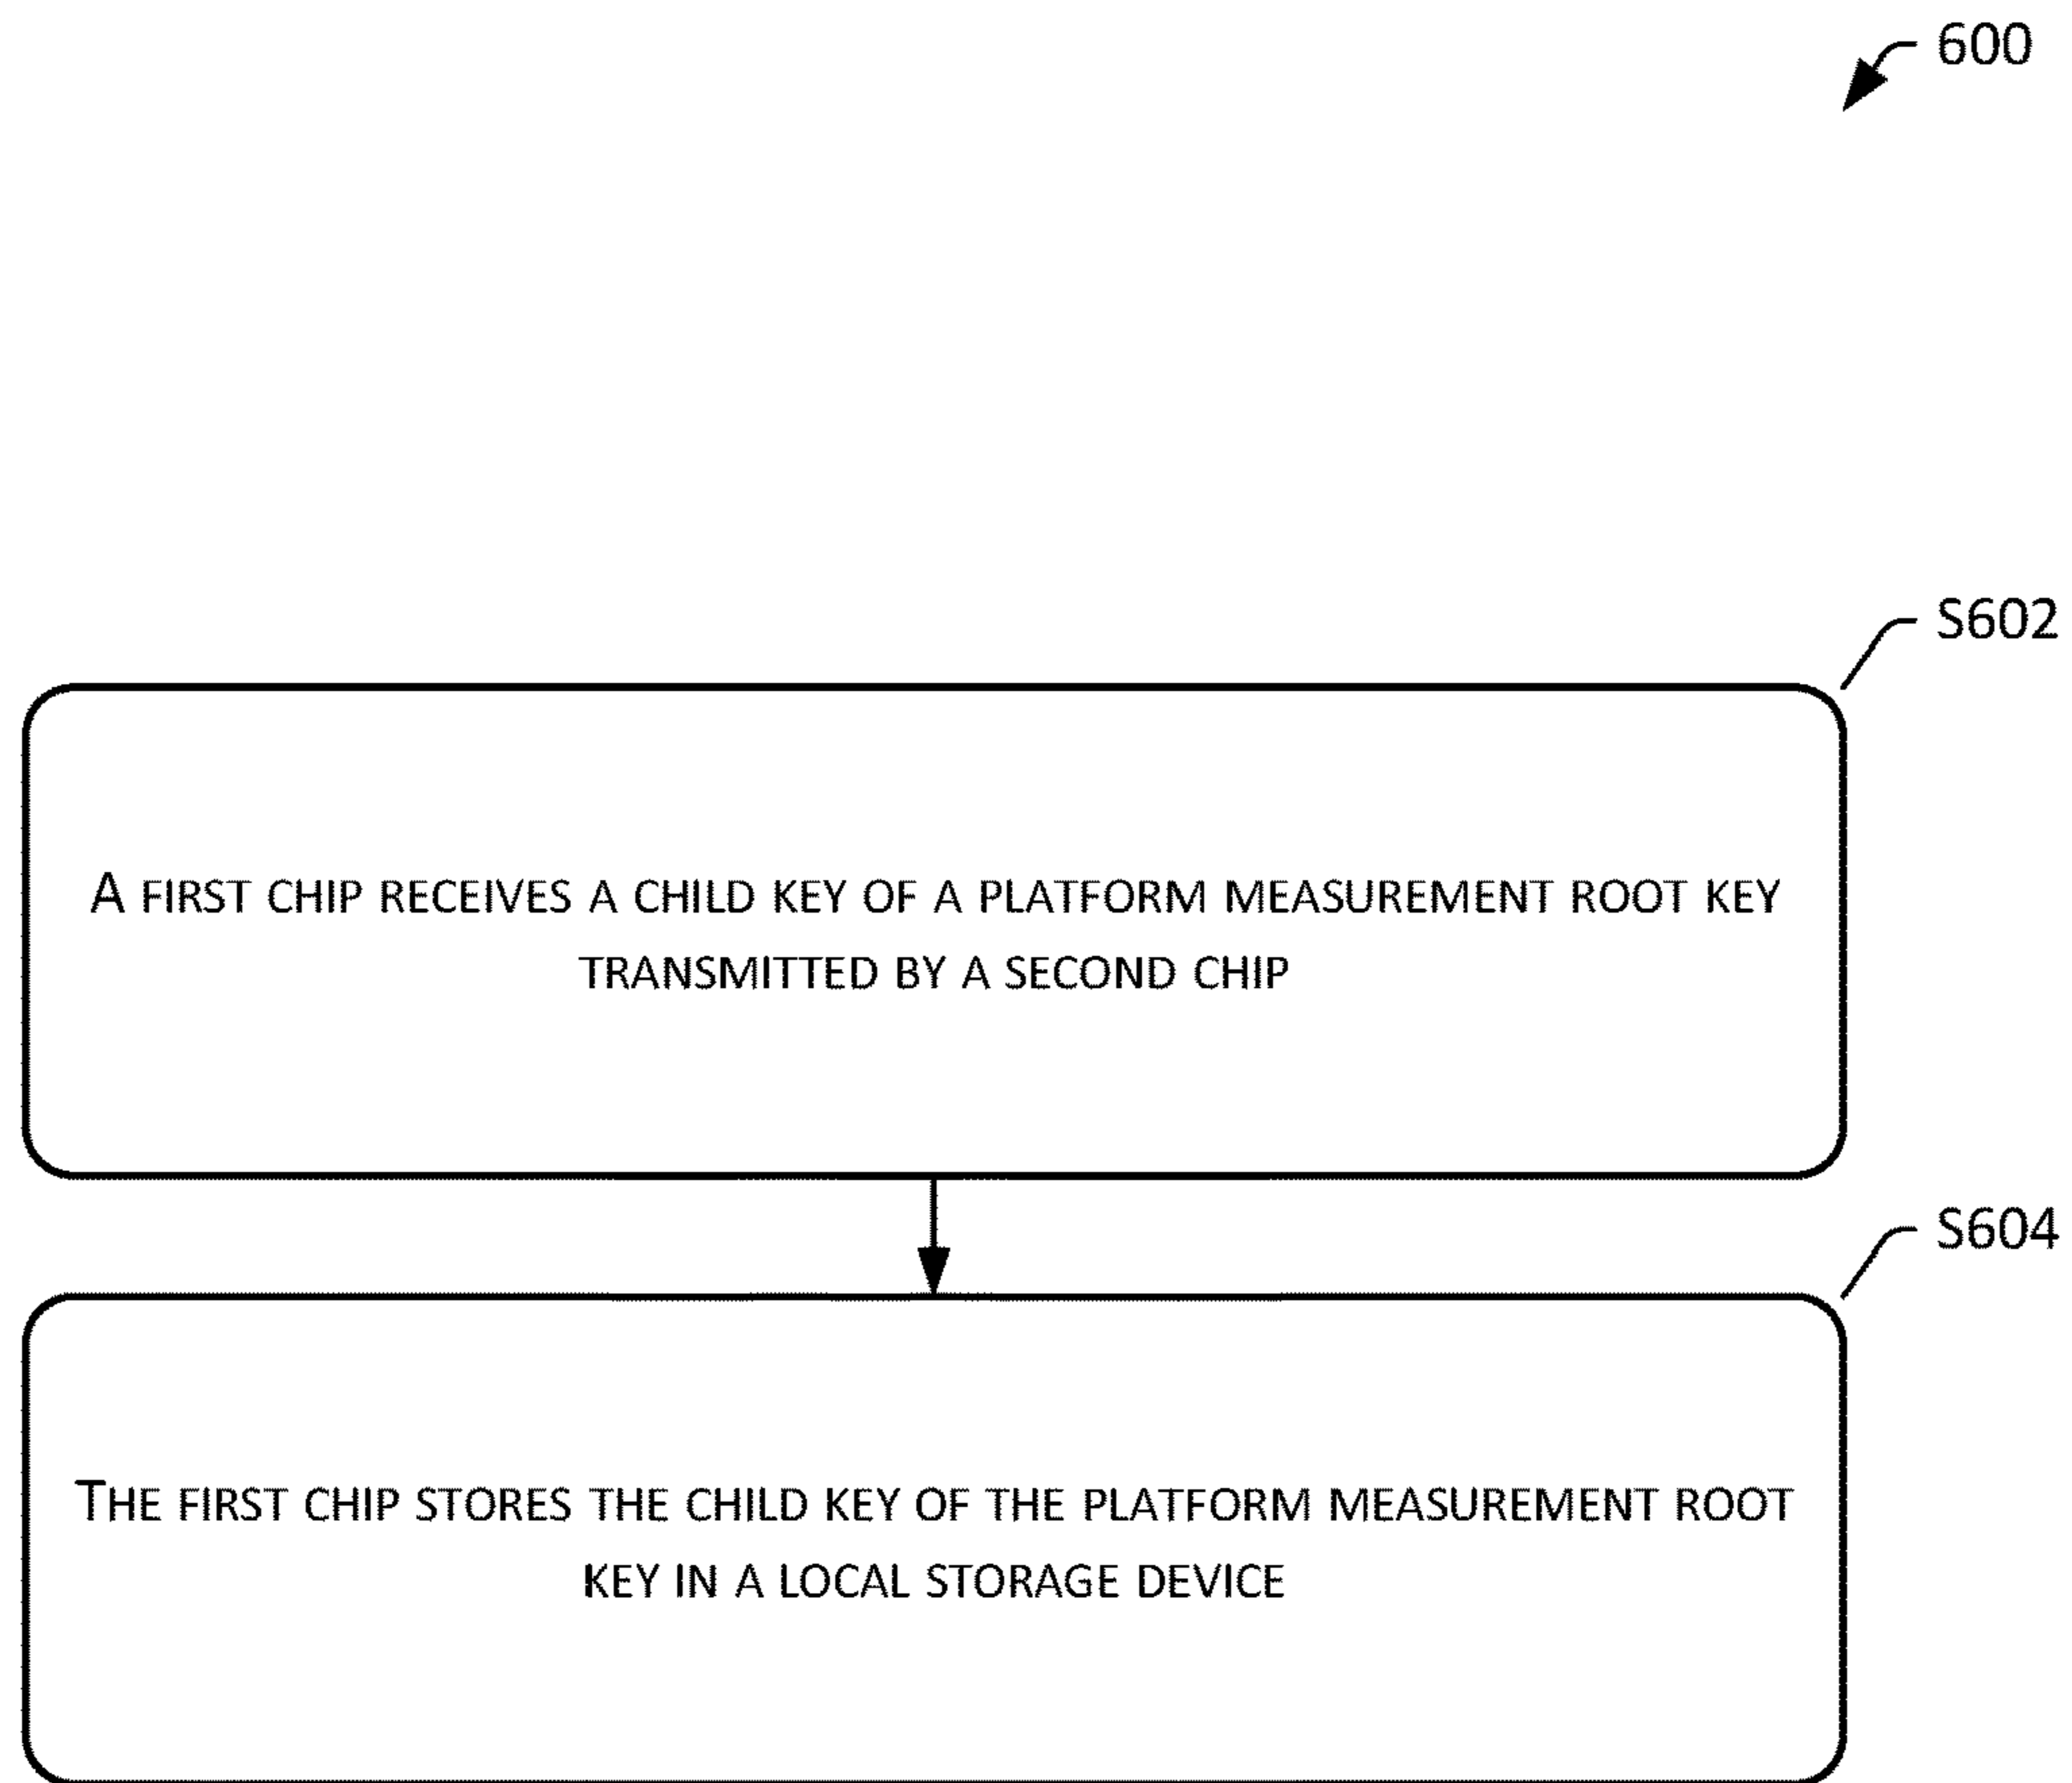 600
S602
A FIRST CHIP RECEIVES A CHILD KEY OF A PLATFORM MEASUREMENT ROOT KEY
TRANSMITTED BY A SECOND CHIP
S604
THE FIRST CHIP STORES THE CHILD KEY OF THE PLATFORM MEASUREMENT ROOT
KEY IN A LOCAL STORAGE DEVICE